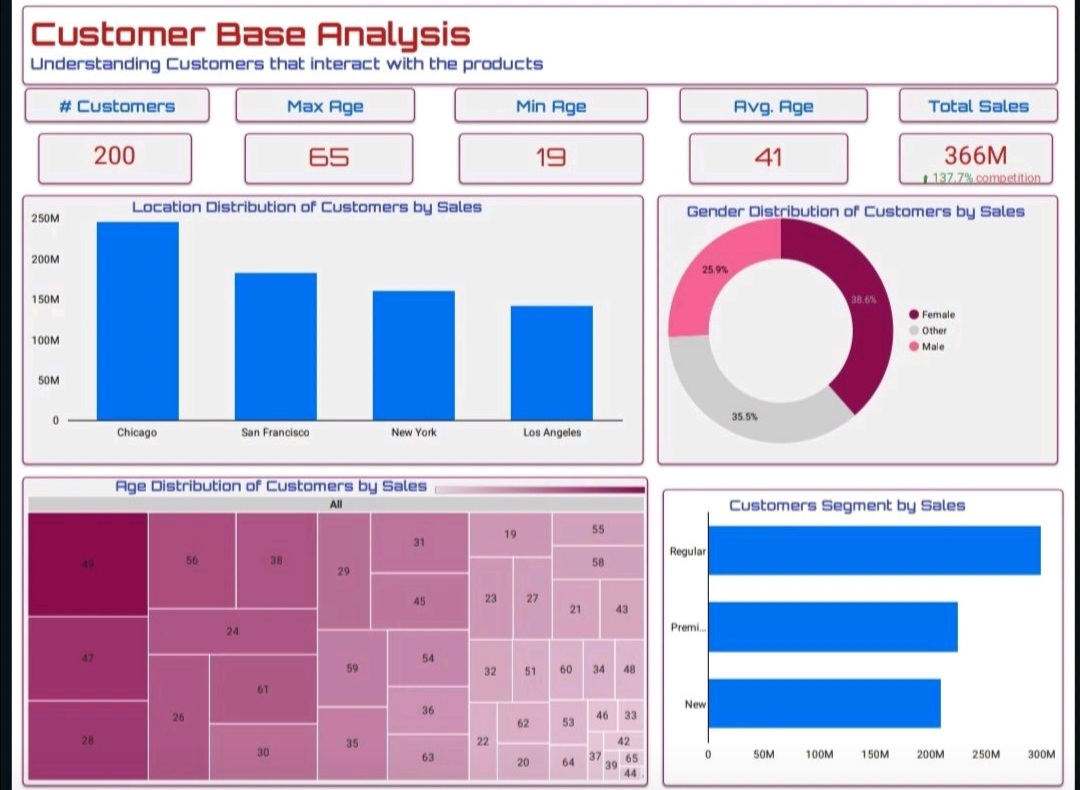 Customer Base Analysis
Understanding Customers that interact with the products
# Customers
Max Age
Min Age
Avg. Age
Total Sales
200
65
19
41
366M
137.7% competition
Location Distribution of Customers by Sales
250M
200M
150M
100M
50M
0
Chicago
San Francisco
New York
Los Angeles
Gender Distribution of Customers by Sales
25.9%
38.6%
35.5%
Female
Other
Male
Age Distribution of Customers by Sales
All
49
47
28
56
38
24
26
61
30
29
31
45
59
54
35
36
63
19
55
58
23
27
21
43
32
51
60
34
48
22
62
20
53
46
33
64
37
42
39
65
44
Customers Segment by Sales
Regular
Premi...
New
0
50M
100M
150M
200M
250M
300M